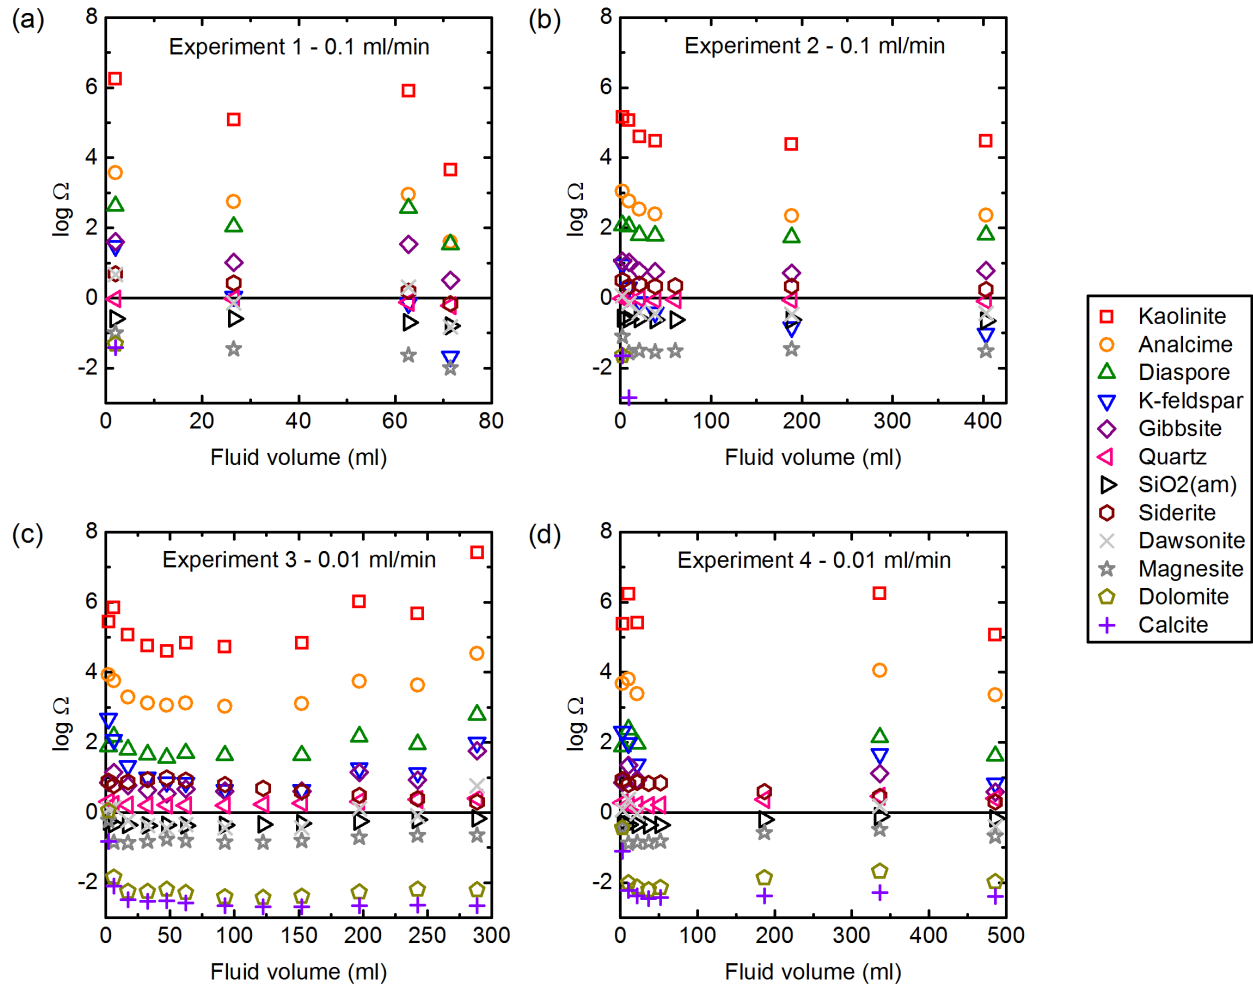 (a)
Experiment 1 - 0.1 ml/min
log Ω
8
6
4
2
0
-2
0 20 40 60 80
Fluid volume (ml)
(b)
Experiment 2 - 0.1 ml/min
log Ω
8
6
4
2
0
-2
0 100 200 300 400
Fluid volume (ml)
(c)
Experiment 3 - 0.01 ml/min
log Ω
8
6
4
2
0
-2
0 50 100 150 200 250 300
Fluid volume (ml)
(d)
Experiment 4 - 0.01 ml/min
log Ω
8
6
4
2
0
-2
0 100 200 300 400 500
Fluid volume (ml)
Kaolinite
Analcime
Diaspore
K-feldspar
Gibbsite
Quartz
SiO2(am)
Siderite
Dawsonite
Magnesite
Dolomite
Calcite